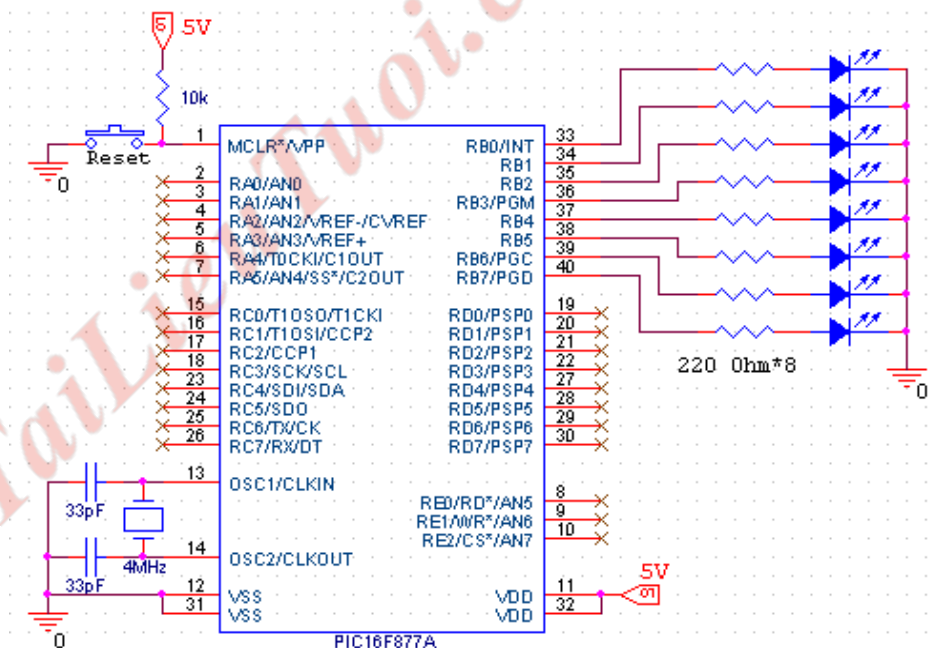 5V
10k
Reset
0
1 MCLR*/VPP
2 RA0/AN0
3 RA1/AN1
4 RA2/AN2/VREF-/CVREF
5 RA3/AN3/VREF+
6 RA4/T0CKI/C1OUT
7 RA5/AN4/SS*/C2OUT
15 RC0/T1OSO/T1CKI
16 RC1/T1OSI/CCP2
17 RC2/CCP1
18 RC3/SCK/SCL
23 RC4/SDI/SDA
24 RC5/SDO
25 RC6/TX/CK
26 RC7/RX/DT
13 OSC1/CLKIN
14 OSC2/CLKOUT
12 VSS
31 VSS
33pF
4MHz
33pF
0
RB0/INT 33
RB1 34
RB2 35
RB3/PGM 36
RB4 37
RB5 38
RB6/PGC 39
RB7/PGD 40
RD0/PSP0 19
RD1/PSP1 20
RD2/PSP2 21
RD3/PSP3 22
RD4/PSP4 27
RD5/PSP5 28
RD6/PSP6 29
RD7/PSP7 30
RE0/RD*/AN5 8
RE1/WR*/AN6 9
RE2/CS*/AN7 10
VDD 11
VDD 32
5V
220 Ohm*8
0
PIC16F877A
TaiLieuTuoi.c